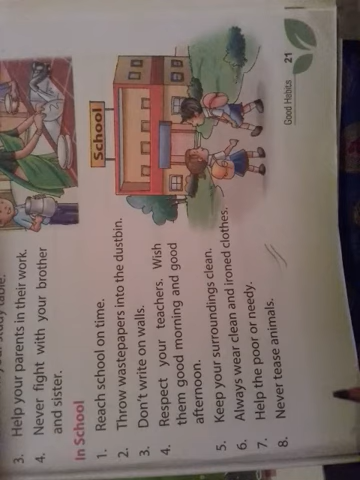 your study table.
3. Help your parents in their work.
4. Never fight with your brother
and sister.
In School
School
1. Reach school on time.
2. Throw wastepapers into the dustbin.
3. Don't write on walls.
4. Respect your teachers. Wish
them good morning and good
afternoon.
5. Keep your surroundings clean.
6. Always wear clean and ironed clothes.
7. Help the poor or needy.
8. Never tease animals.
Good Habits 21